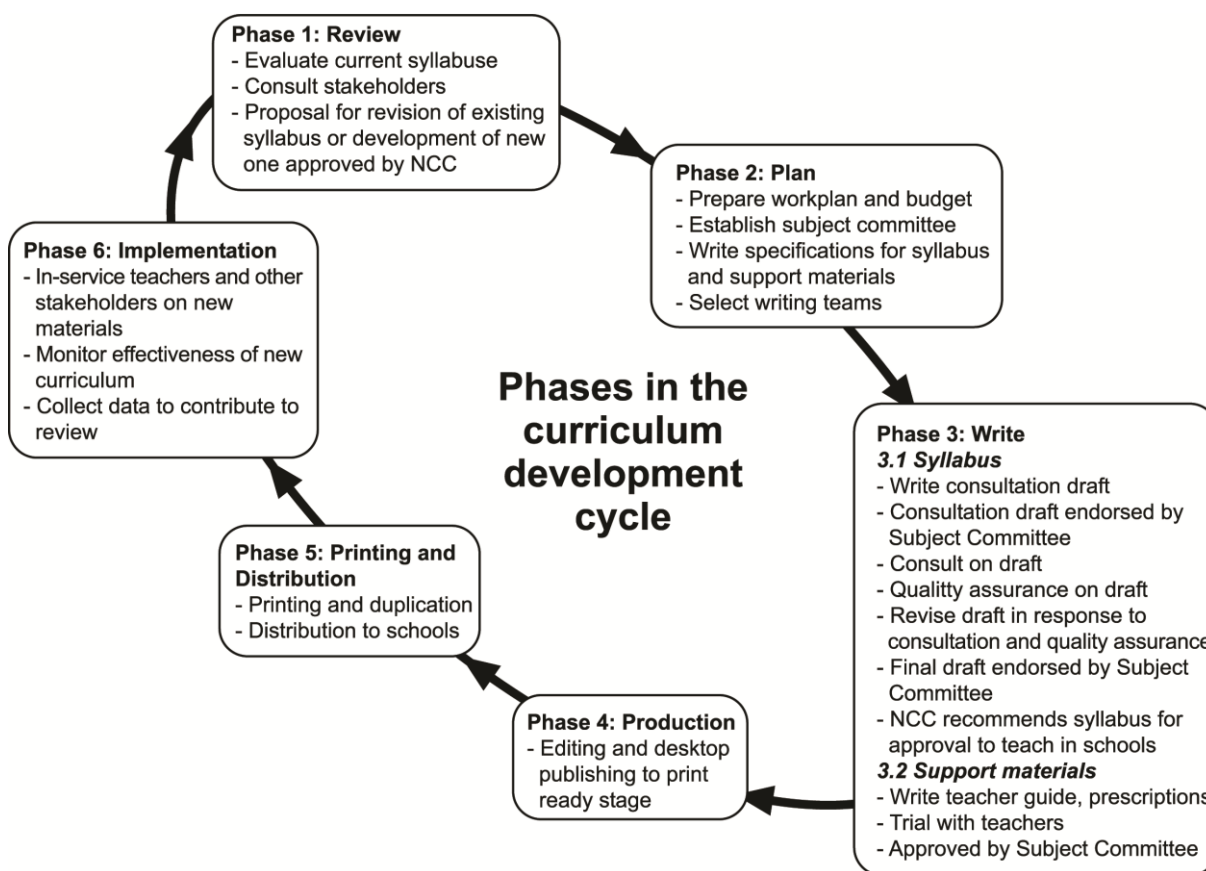 Phase 1: Review
- Evaluate current syllabuse
- Consult stakeholders
- Proposal for revision of existing
syllabus or development of new
one approved by NCC
Phase 2: Plan
- Prepare workplan and budget
- Establish subject committee
- Write specifications for syllabus
and support materials
- Select writing teams
Phase 3: Write
3.1 Syllabus
- Write consultation draft
- Consultation draft endorsed by
Subject Committee
- Consult on draft
- Qualitty assurance on draft
- Revise draft in response to
consultation and quality assurance
- Final draft endorsed by Subject
Committee
- NCC recommends syllabus for
approval to teach in schools
3.2 Support materials
- Write teacher guide, prescriptions
- Trial with teachers
- Approved by Subject Committee
Phase 4: Production
- Editing and desktop
publishing to print
ready stage
Phase 5: Printing and
Distribution
- Printing and duplication
- Distribution to schools
Phase 6: Implementation
- In-service teachers and other
stakeholders on new
materials
- Monitor effectiveness of new
curriculum
- Collect data to contribute to
review
Phases in the
curriculum
development
cycle